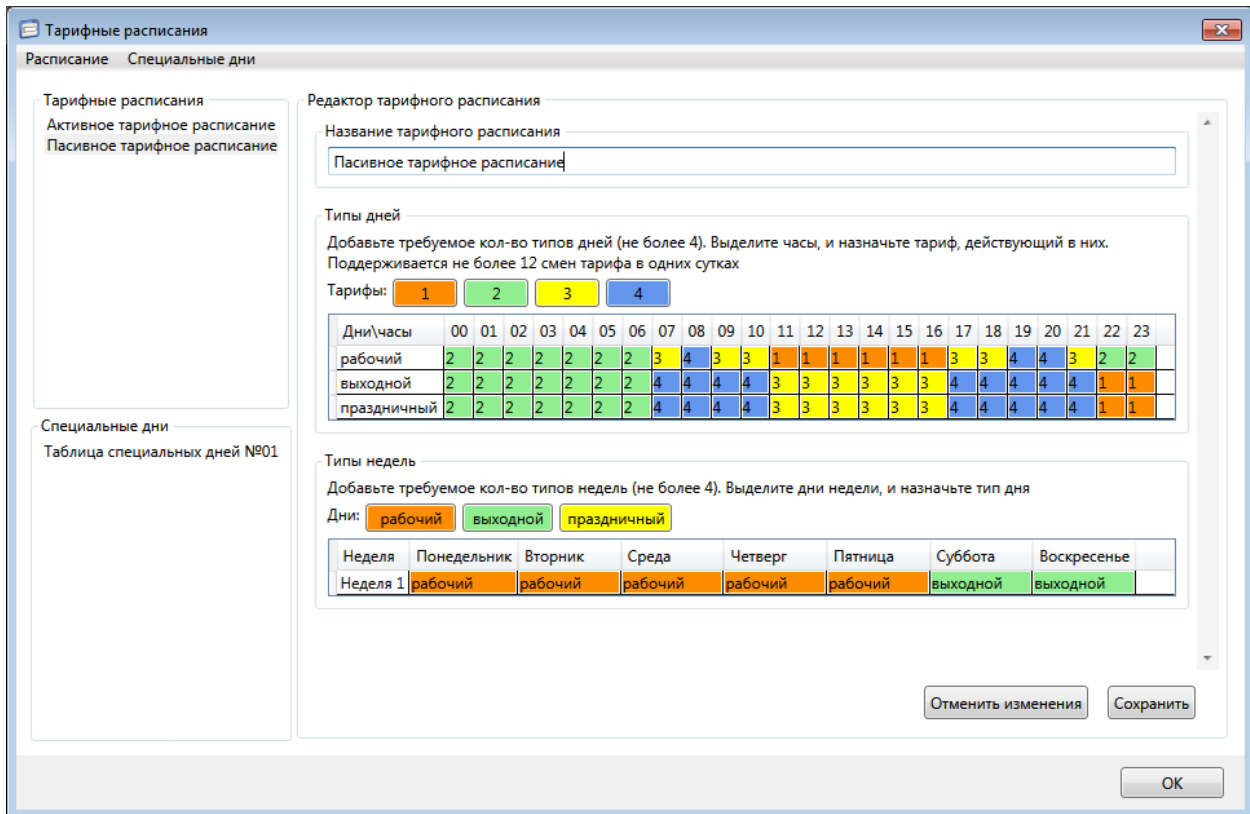 Тарифные расписания
Расписание Специальные дни
Тарифные расписания
Активное тарифное расписание
Пасивное тарифное расписание
Специальные дни
Таблица специальных дней №01
Редактор тарифного расписания
Название тарифного расписания
Пасивное тарифное расписание
Типы дней
Добавьте требуемое кол-во типов дней (не более 4). Выделите часы, и назначьте тариф, действующий в них.
Поддерживается не более 12 смен тарифа в одних сутках
Тарифы: 1 2 3 4
Дни\часы 00 01 02 03 04 05 06 07 08 09 10 11 12 13 14 15 16 17 18 19 20 21 22 23
рабочий 2 2 2 2 2 2 2 3 4 3 3 1 1 1 1 1 1 3 3 4 4 3 2 2
выходной 2 2 2 2 2 2 2 4 4 4 4 3 3 3 3 3 3 4 4 4 4 4 1 1
праздничный 2 2 2 2 2 2 2 4 4 4 4 3 3 3 3 3 3 4 4 4 4 4 1 1
Типы недель
Добавьте требуемое кол-во типов недель (не более 4). Выделите дни недели, и назначьте тип дня
Дни: рабочий выходной праздничный
Неделя Понедельник Вторник Среда Четверг Пятница Суббота Воскресенье
Неделя 1 рабочий рабочий рабочий рабочий рабочий выходной выходной
Отменить изменения Сохранить
OK